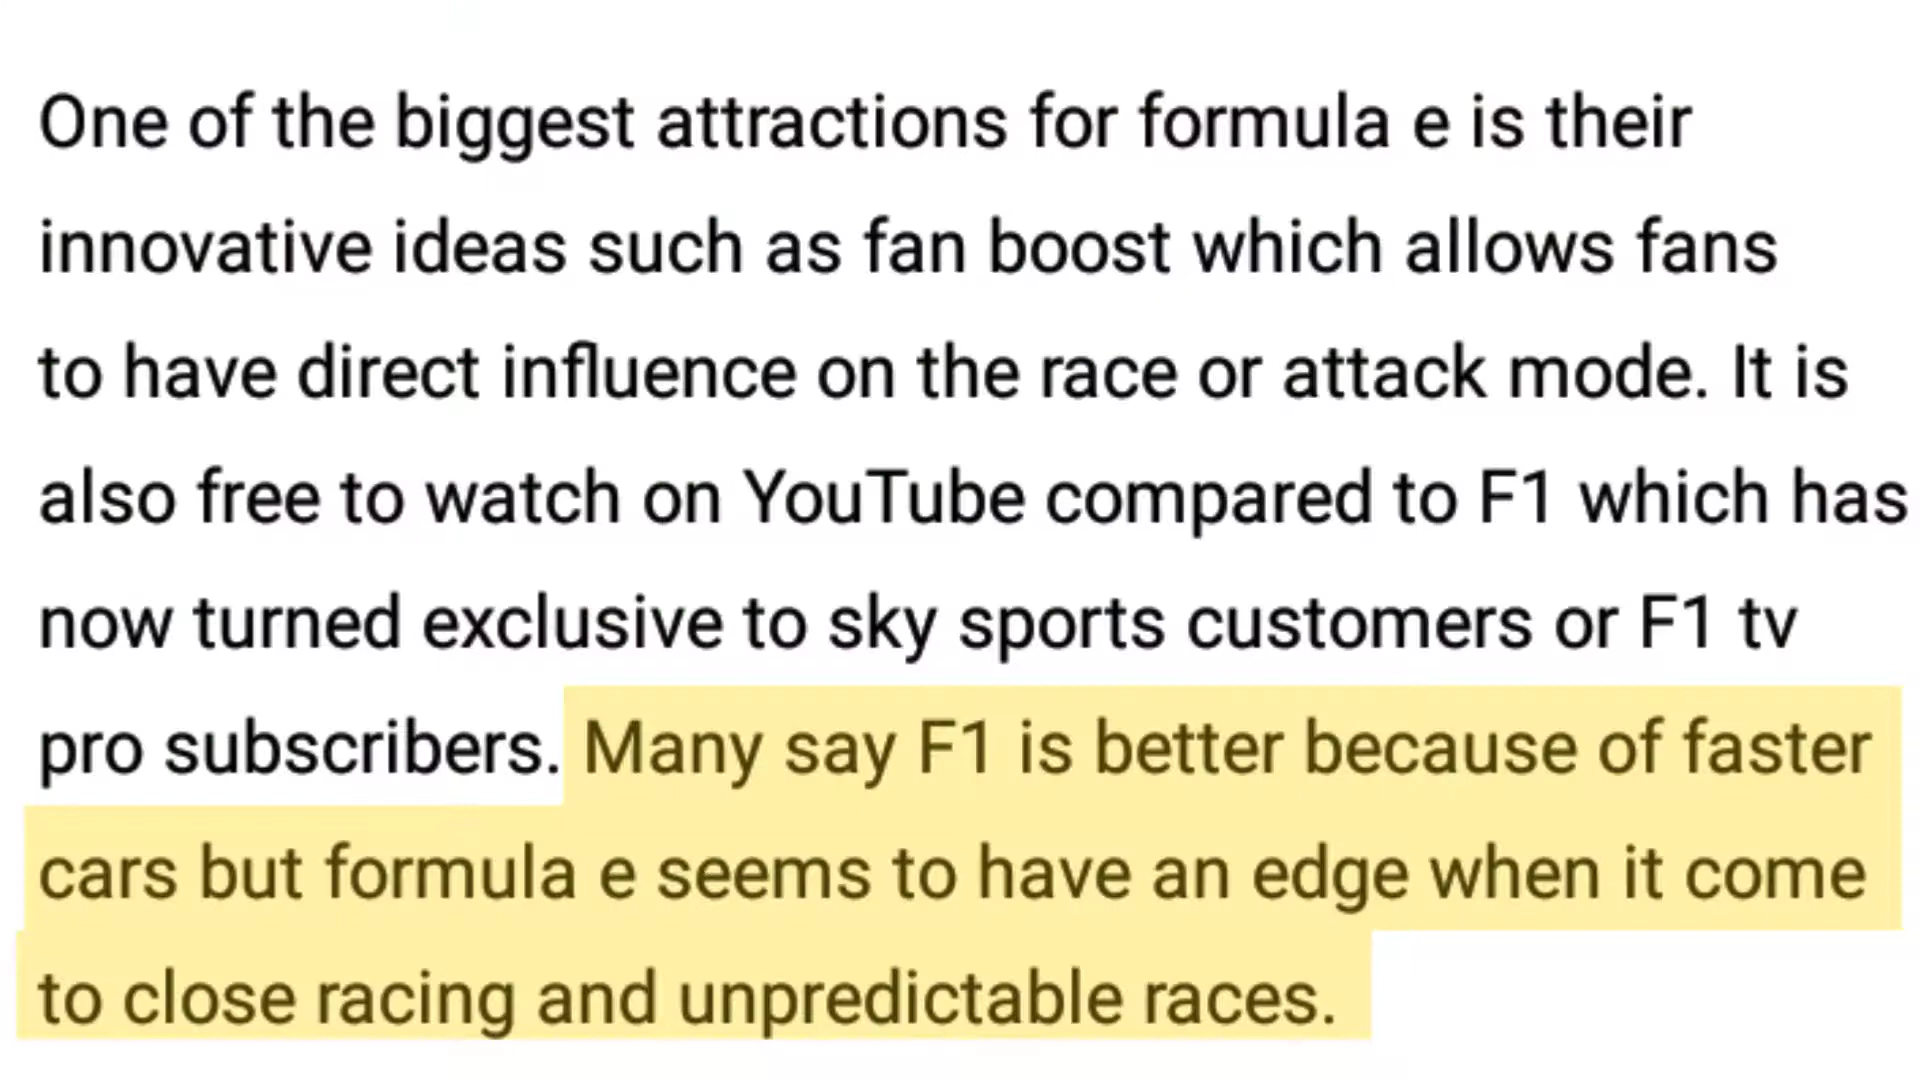 One of the biggest attractions for formula e is their
innovative ideas such as fan boost which allows fans
to have direct influence on the race or attack mode. It is
also free to watch on YouTube compared to F1 which has
now turned exclusive to sky sports customers or F1 tv
pro subscribers. Many say F1 is better because of faster
cars but formula e seems to have an edge when it come
to close racing and unpredictable races.